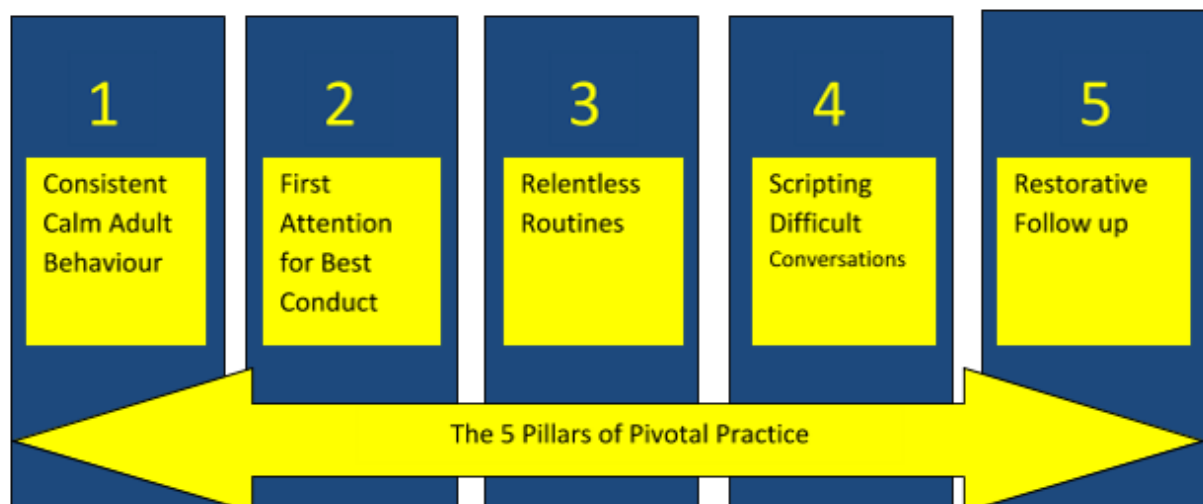 1
Consistent
Calm Adult
Behaviour
2
First
Attention
for Best
Conduct
3
Relentless
Routines
4
Scripting
Difficult
Conversations
5
Restorative
Follow up
The 5 Pillars of Pivotal Practice